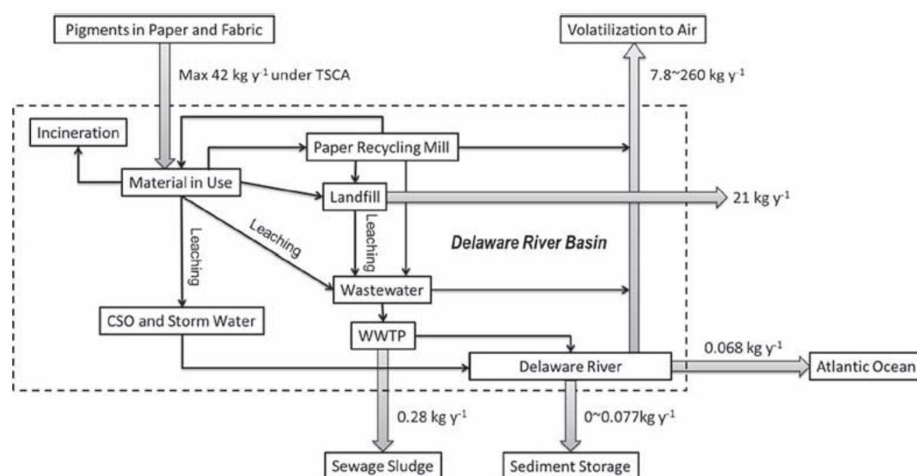 Pigments in Paper and Fabric
Volatilization to Air
Max 42 kg y⁻¹ under TSCA
7.8~260 kg y⁻¹
Incineration
Paper Recycling Mill
Material in Use
Landfill
21 kg y⁻¹
Leaching
Leaching
Leaching
Delaware River Basin
Wastewater
CSO and Storm Water
WWTP
0.068 kg y⁻¹
Delaware River
Atlantic Ocean
0.28 kg y⁻¹
0~0.077kg y⁻¹
Sewage Sludge
Sediment Storage